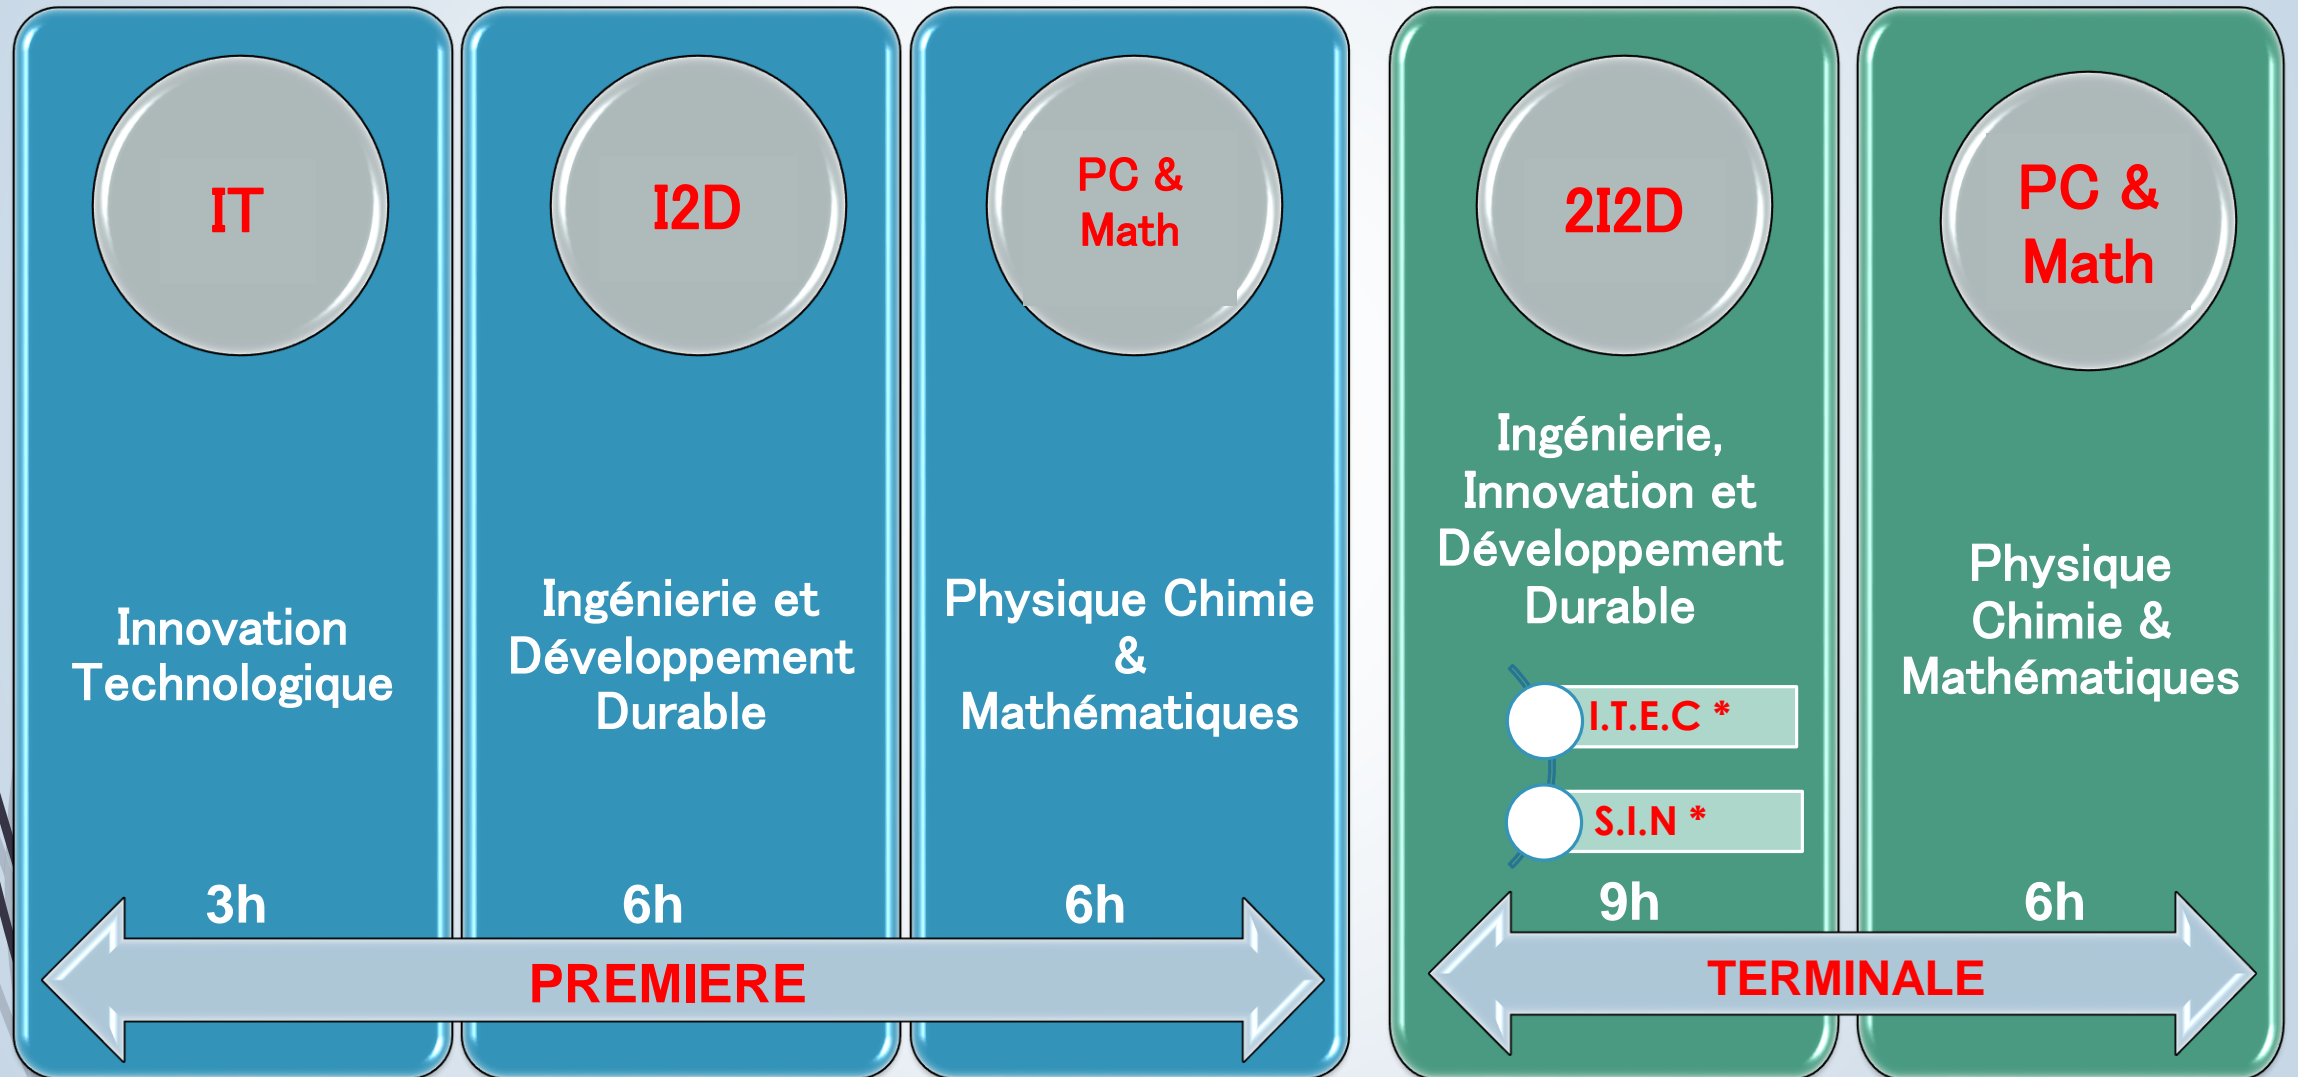 IT
Innovation
Technologique
3h
I2D
Ingénierie et
Développement
Durable
6h
PC &
Math
Physique Chimie
&
Mathématiques
6h
PREMIERE
2I2D
Ingénierie,
Innovation et
Développement
Durable
I.T.E.C *
S.I.N *
9h
PC &
Math
Physique
Chimie &
Mathématiques
6h
TERMINALE